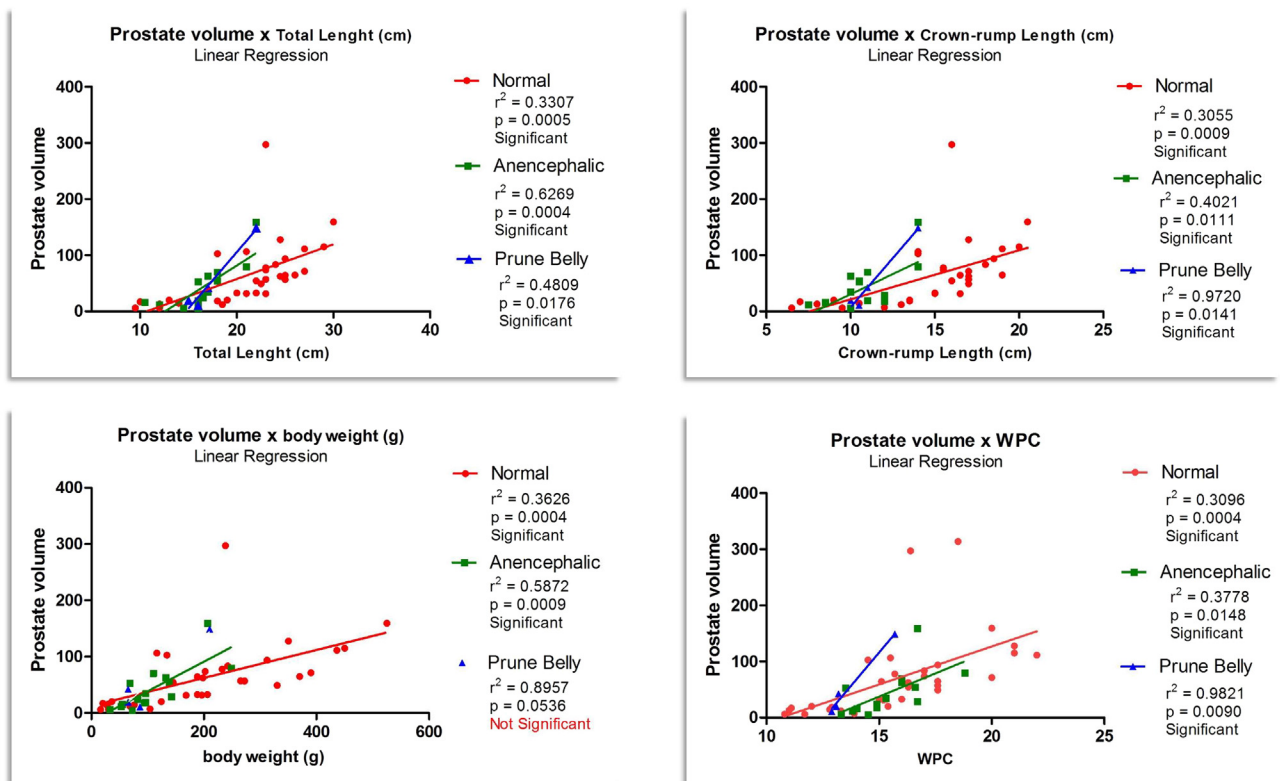 Prostate volume x Total Lenght (cm)
Linear Regression
Prostate volume
400
300
200
100
0
10
20
30
40
Total Lenght (cm)
Normal
r² = 0.3307
p = 0.0005
Significant
Anencephalic
r² = 0.6269
p = 0.0004
Significant
Prune Belly
r² = 0.4809
p = 0.0176
Significant
Prostate volume x Crown-rump Length (cm)
Linear Regression
Prostate volume
400
300
200
100
0
5
10
15
20
25
Crown-rump Length (cm)
Normal
r² = 0.3055
p = 0.0009
Significant
Anencephalic
r² = 0.4021
p = 0.0111
Significant
Prune Belly
r² = 0.9720
p = 0.0141
Significant
Prostate volume x body weight (g)
Linear Regression
Prostate volume
400
300
200
100
0
0
200
400
600
body weight (g)
Normal
r² = 0.3626
p = 0.0004
Significant
Anencephalic
r² = 0.5872
p = 0.0009
Significant
Prune Belly
r² = 0.8957
p = 0.0536
Not Significant
Prostate volume x WPC
Linear Regression
Prostate volume
400
300
200
100
0
10
15
20
25
WPC
Normal
r² = 0.3096
p = 0.0004
Significant
Anencephalic
r² = 0.3778
p = 0.0148
Significant
Prune Belly
r² = 0.9821
p = 0.0090
Significant